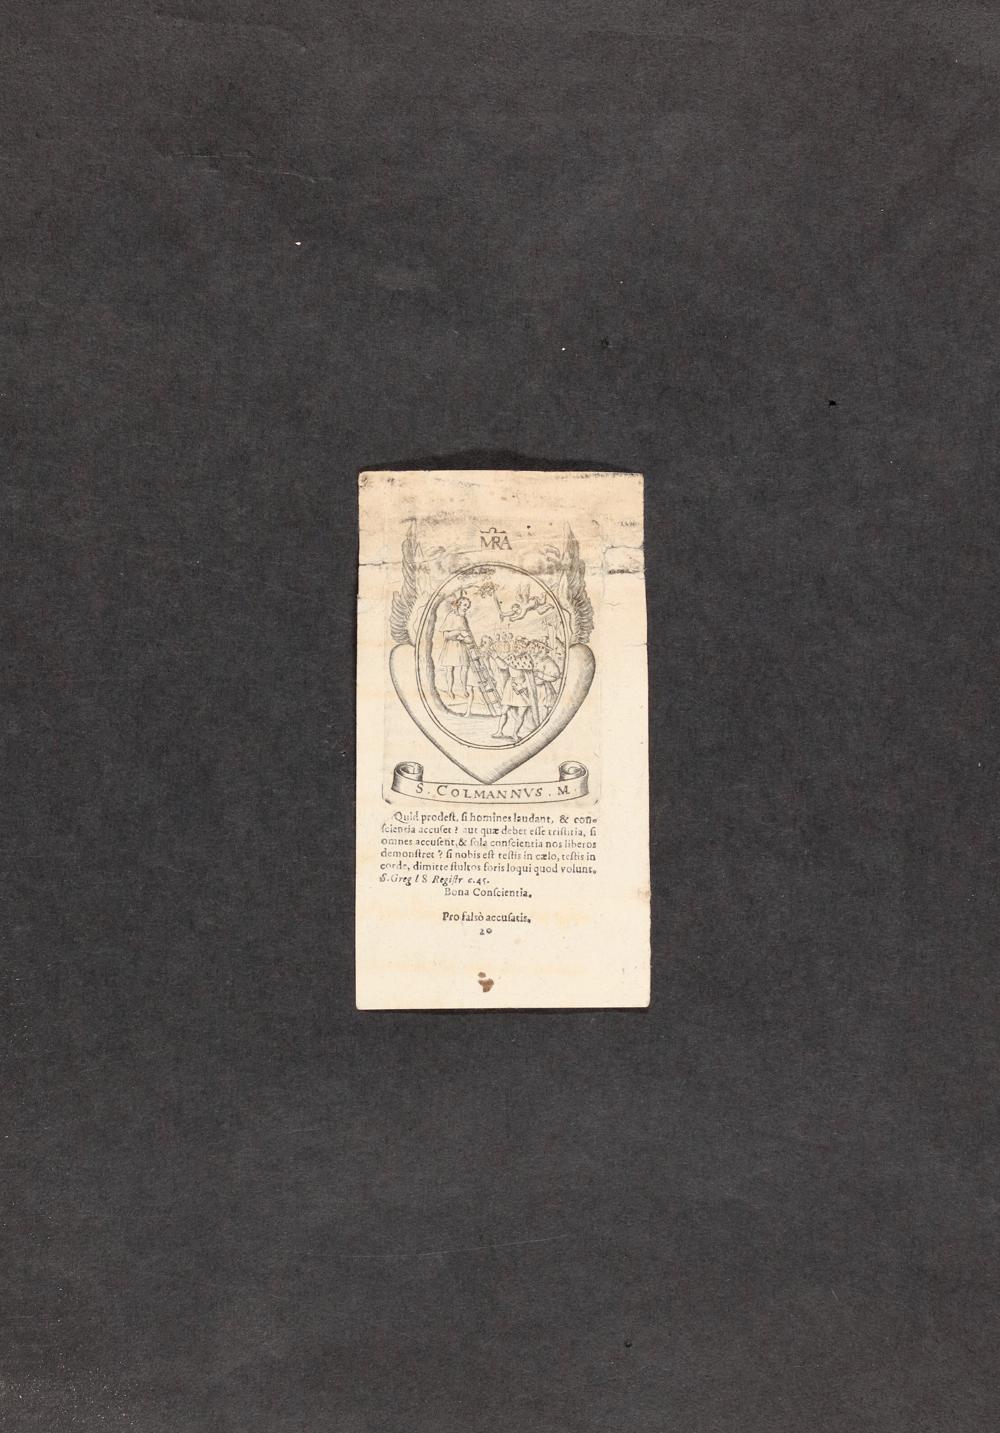 MRA
S. COLMANNVS. M.
Quid prodest, si homines laudant, & con-
scientia accuset? aut quæ debet esse tristitia, si
omnes accusent, & sola conscientia nos liberos
demonstret? si nobis est testis in cælo, testis in
corde, dimitte stultos foris loqui quod volunt.
S. Greg l 8 Registr c. 45.
Bona Conscientia.
Pro falsò accusatis.
20